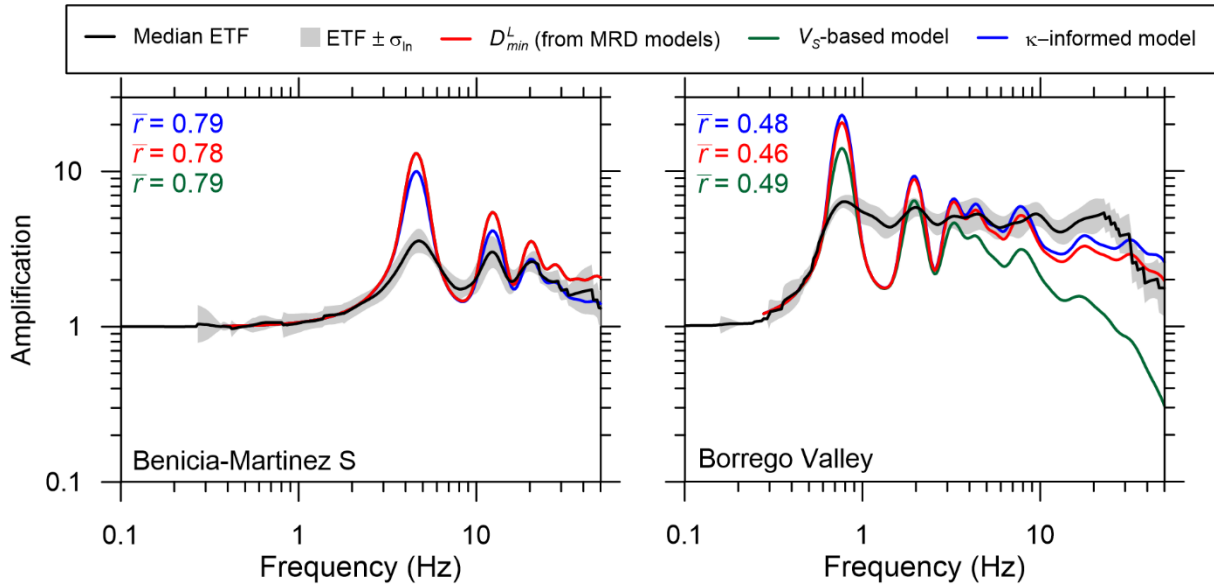 Median ETF ETF ± σln D^L_min (from MRD models) VS-based model κ–informed model
0.1 1 10 0.1 1 10
r̅ = 0.79 r̅ = 0.48
r̅ = 0.78 r̅ = 0.46
r̅ = 0.79 r̅ = 0.49
10
1
0.1
Amplification
Benicia-Martinez S Borrego Valley
Frequency (Hz) Frequency (Hz)